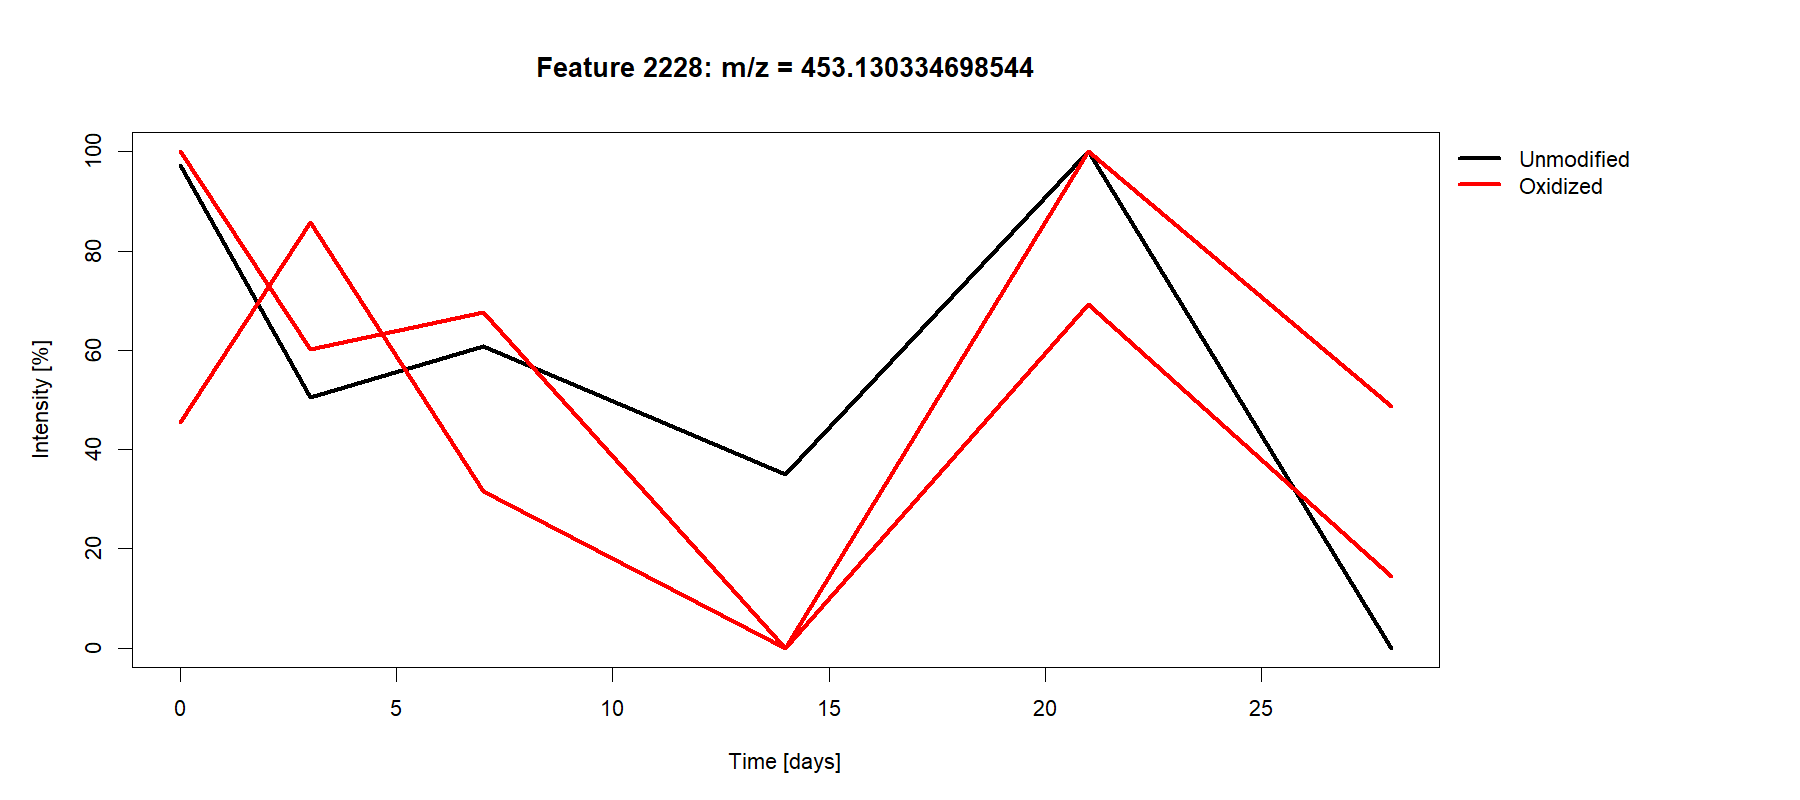 Feature 2228: m/z = 453.130334698544
Unmodified
Oxidized
Intensity [%]
100
80
60
40
20
0
0 5 10 15 20 25
Time [days]